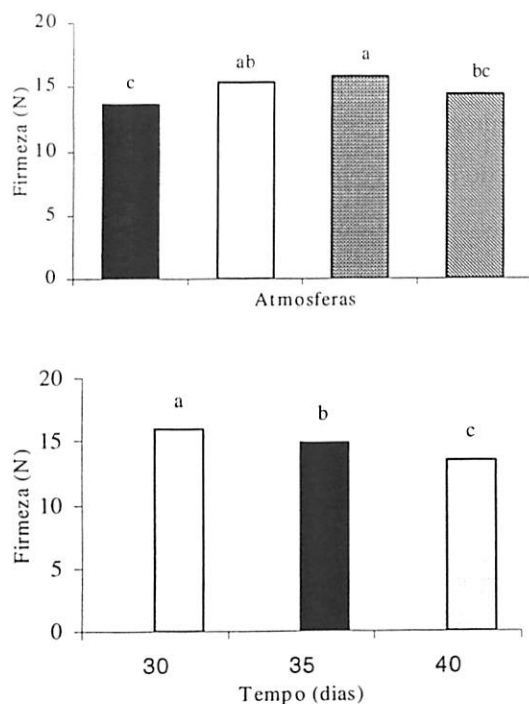 20
15
10
5
0
Firmeza (N)
c
ab
a
bc
Atmosferas
20
15
10
5
0
Firmeza (N)
a
b
c
30
35
40
Tempo (dias)